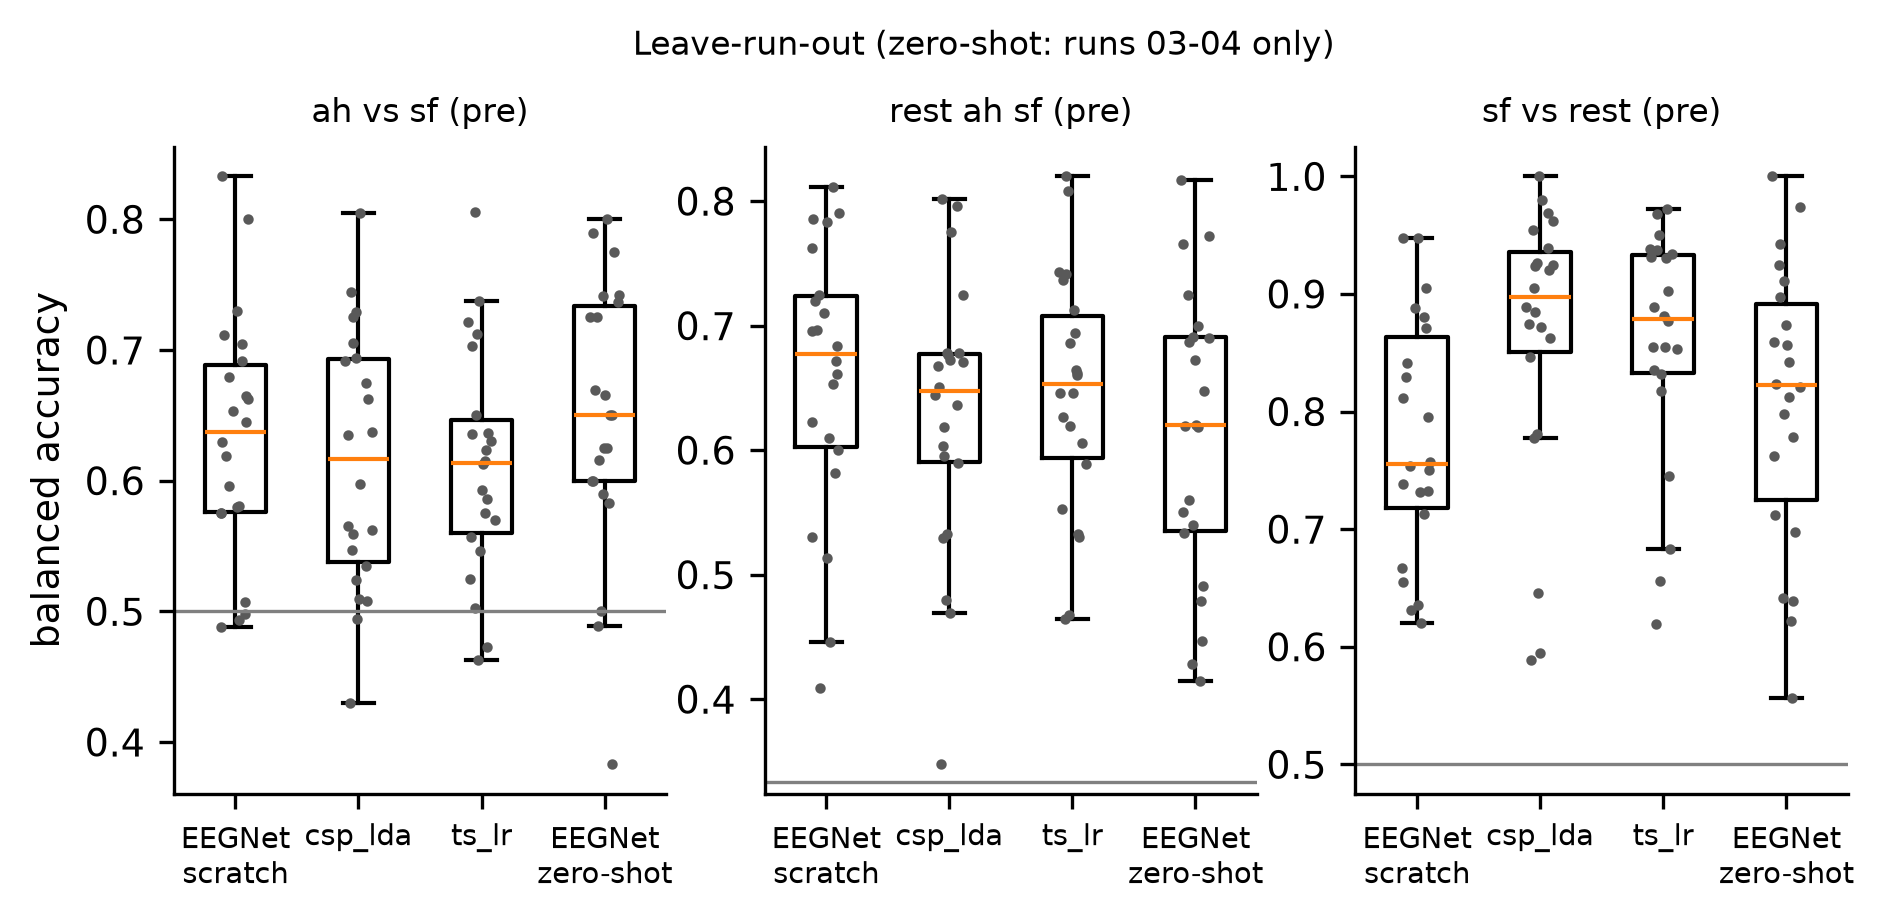 Leave-run-out (zero-shot: runs 03-04 only)
ah vs sf (pre)
balanced accuracy
0.8
0.7
0.6
0.5
0.4
EEGNet
scratch
csp_lda
ts_lr
EEGNet
zero-shot
rest ah sf (pre)
0.8
0.7
0.6
0.5
0.4
EEGNet
scratch
csp_lda
ts_lr
EEGNet
zero-shot
sf vs rest (pre)
1.0
0.9
0.8
0.7
0.6
0.5
EEGNet
scratch
csp_lda
ts_lr
EEGNet
zero-shot